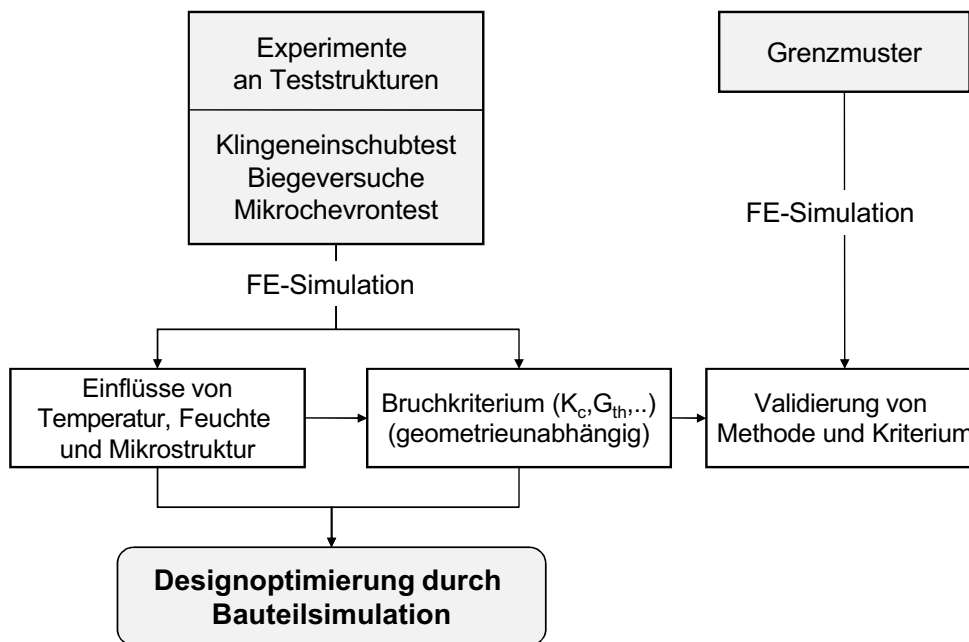 Experimente
an Teststrukturen
Klingeneinschubtest
Biegeversuche
Mikrochevrontest
Grenzmuster
FE-Simulation
FE-Simulation
Einflüsse von
Temperatur, Feuchte
und Mikrostruktur
Bruchkriterium (Kc,Gth,..)
(geometrieunabhängig)
Validierung von
Methode und Kriterium
Designoptimierung durch
Bauteilsimulation